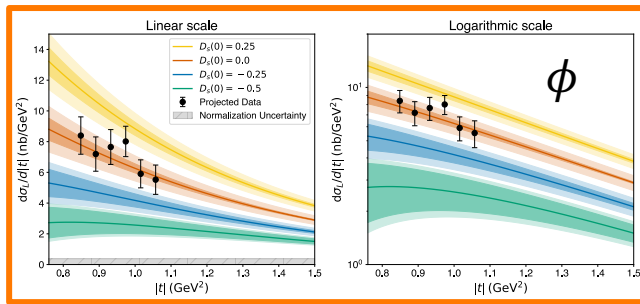 Linear scale
14
12
10
8
6
4
2
0
dσ_L/d|t| (nb/GeV²)
D_s(0) = 0.25
D_s(0) = 0.0
D_s(0) = −0.25
D_s(0) = −0.5
Projected Data
Normalization Uncertainty
0.8 0.9 1.0 1.1 1.2 1.3 1.4 1.5
|t| (GeV²)
Logarithmic scale
ϕ
10¹
10⁰
dσ_L/d|t| (nb/GeV²)
0.8 0.9 1.0 1.1 1.2 1.3 1.4 1.5
|t| (GeV²)